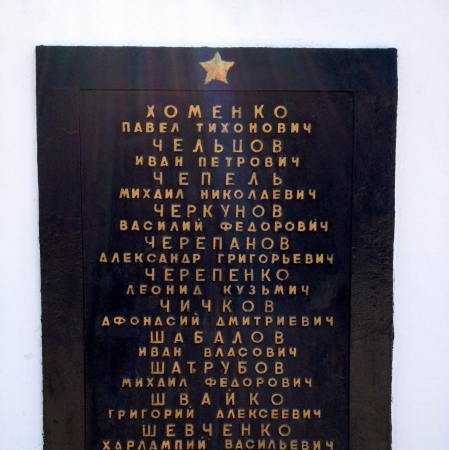 ХОМЕНКО
ПАВЕЛ ТИХОНОВИЧ
ЧЕЛЬЦОВ
ИВАН ПЕТРОВИЧ
ЧЕПЕЛЬ
МИХАИЛ НИКОЛАЕВИЧ
ЧЕРКУНОВ
ВАСИЛИЙ ФЕДОРОВИЧ
ЧЕРЕПАНОВ
АЛЕКСАНДР ГРИГОРЬЕВИЧ
ЧЕРЕПЕНКО
ЛЕОНИД КУЗЬМИЧ
ЧИЧКОВ
АФОНАСИЙ ДМИТРИЕВИЧ
ШАБАЛОВ
ИВАН ВЛАСОВИЧ
ШАТРУБОВ
МИХАИЛ ФЕДОРОВИЧ
ШВАЙКО
ГРИГОРИЙ АЛЕКСЕЕВИЧ
ШЕВЧЕНКО
ХАРЛАМПИЙ ВАСИЛЬЕВИЧ